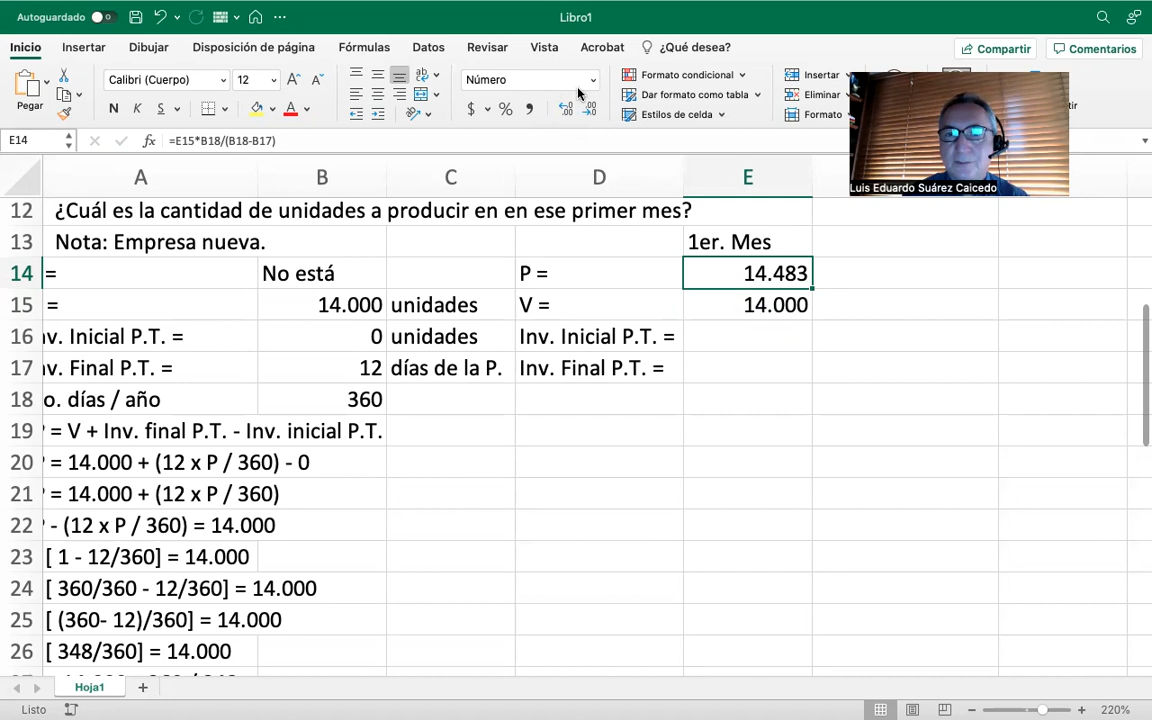 Autoguardado
Libro1
Inicio Insertar Dibujar Disposición de página Fórmulas Datos Revisar Vista Acrobat ¿Qué desea? Compartir Comentarios
Pegar Calibri (Cuerpo) 12 Número Formato condicional Insertar
N K S $ % Dar formato como tabla Eliminar
Estilos de celda Formato
E14 fx =E15*B18/(B18-B17)
Luis Eduardo Suárez Caicedo
A B C D E
12 ¿Cuál es la cantidad de unidades a producir en en ese primer mes?
13 Nota: Empresa nueva. 1er. Mes
14 = No está P = 14.483
15 = 14.000 unidades V = 14.000
16 nv. Inicial P.T. = 0 unidades Inv. Inicial P.T. =
17 nv. Final P.T. = 12 días de la P. Inv. Final P.T. =
18 o. días / año 360
19 = V + Inv. final P.T. - Inv. inicial P.T.
20 = 14.000 + (12 x P / 360) - 0
21 = 14.000 + (12 x P / 360)
22 - (12 x P / 360) = 14.000
23 [ 1 - 12/360] = 14.000
24 [ 360/360 - 12/360] = 14.000
25 [ (360- 12)/360] = 14.000
26 [ 348/360] = 14.000
Hoja1
Listo 220%